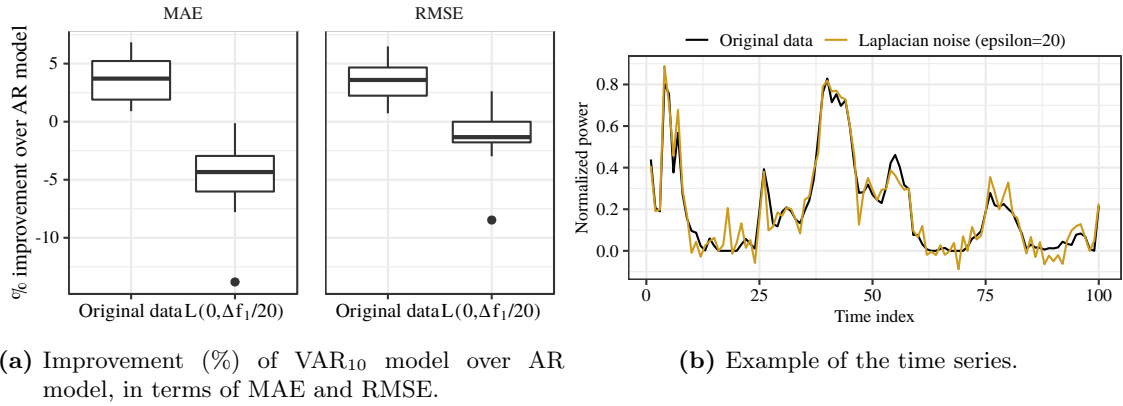 MAE
RMSE
% improvement over AR model
5
0
-5
-10
Original data L(0,Δf₁/20)
Original data L(0,Δf₁/20)
(a) Improvement (%) of VAR₁₀ model over AR
model, in terms of MAE and RMSE.
Original data
Laplacian noise (epsilon=20)
Normalized power
0.8
0.6
0.4
0.2
0.0
0
25
50
75
100
Time index
(b) Example of the time series.